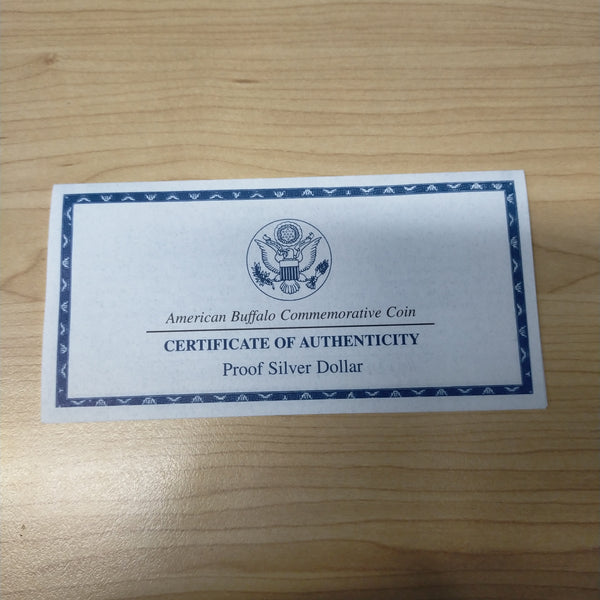 American Buffalo Commemorative Coin
CERTIFICATE OF AUTHENTICITY
Proof Silver Dollar